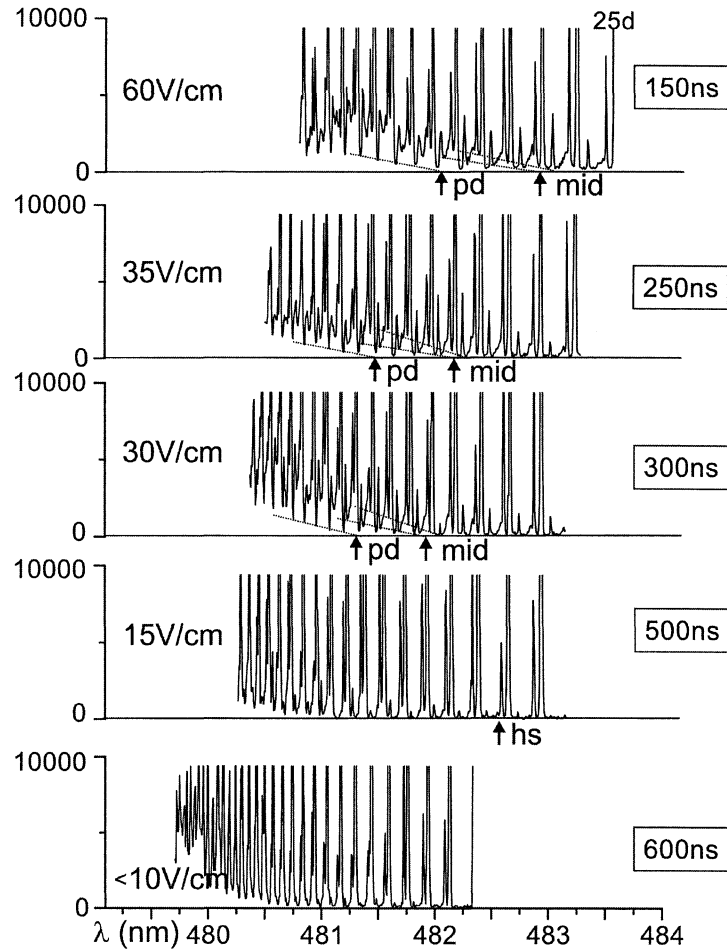 10000
25d
60V/cm
150ns
0
pd
mid
10000
35V/cm
250ns
0
pd
mid
10000
30V/cm
300ns
0
pd
mid
10000
15V/cm
500ns
0
hs
10000
600ns
<10V/cm
0
λ (nm) 480 481 482 483 484